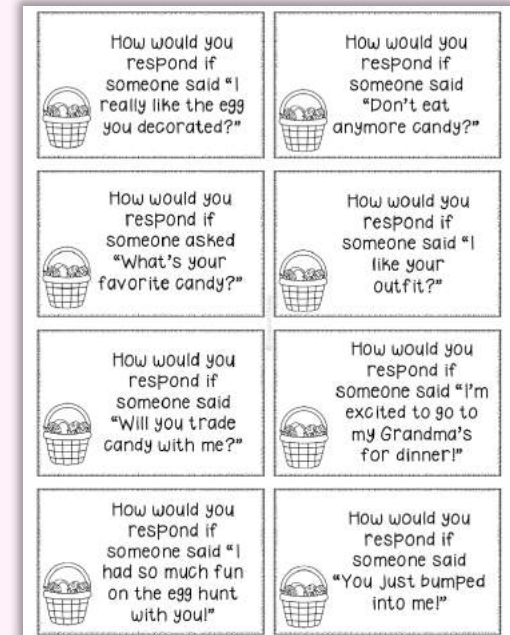 How would you
respond if
someone said "I
really like the egg
you decorated?"
How would you
respond if
someone said
"Don't eat
anymore candy?"
How would you
respond if
someone asked
"What's your
favorite candy?"
How would you
respond if
someone said "I
like your
outfit?"
How would you
respond if
someone said
"Will you trade
candy with me?"
How would you
respond if
someone said "I'm
excited to go to
my Grandma's
for dinner!"
How would you
respond if
someone said "I
had so much fun
on the egg hunt
with you!"
How would you
respond if
someone said
"You just bumped
into me!"